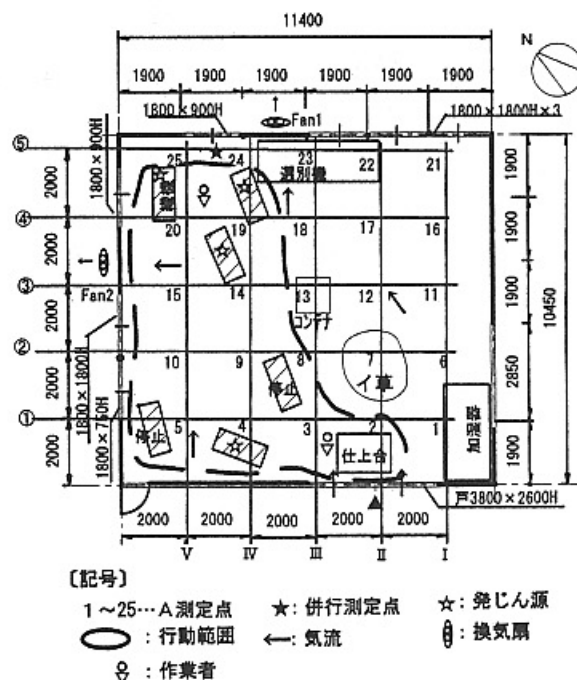 11400
1900 1900 1900 1900 1900 1900
N
1800×900H
Fan1
1800×1800H×3
⑤ 25 24 23 22 21
選別機
1800×900H
2000
1900
④ 20 19 18 17 16
2000
1900
③ 15 14 13 12 11
Fan2
コンテナ
1900
10450
2000
② 10 9 8 7 6
イ草
停止
2850
2000
1800×1800H
1800×750H
① 5 4 3 2 1
停止
仕上台
加湿器
2000
1900
戸3800×2600H
2000 2000 2000 2000 2000
Ⅴ Ⅳ Ⅲ Ⅱ Ⅰ
〔記号〕
1~25…A測定点 ★:併行測定点 ☆:発じん源
:行動範囲 ←:気流 :換気扇
:作業者